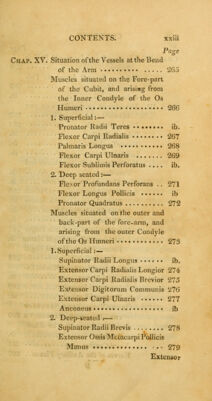 CONTENTS. xxiii
Page
CHAP. XV. Situation of the Vessels at the Bend
of the Arm ·········· ······ 265
Muscles situated on the Fore-part
of the Cubit, and arising from
the Inner Condyle of the Os
Humeri ···················· 266
1. Superficial:—
Pronator Radii Teres ········ ib.
Flexor Carpi Radialis ········ 267
Palmaris Longus ··········· 268
Flexor Carpi Ulnaris ······· 269
Flexor Sublimis Perforatus ···· ib.
2. Deep seated:—
Flexor Profundus Perforans ·· 271
Flexor Longus Pollicis ······ ib
Pronator Quadratus ·········· 272
Muscles situated on the outer and
back-part of the fore-arm, and
arising from the outer Condyle
of the Os Humeri ············ 273
1. Superficial:—
Supinator Radii Longus ······ ib.
Extensor Carpi Radialis Longior 274
Extensor Carpi Radialis Brevior 275
Extensor Digitorum Communis 276
Extensor Carpi Ulnaris ······ 277
Anconeus ·················· ib
2. Deep-seated:—
Supinator Radii Brevis ········ 278
Extensor Ossis Metacarpi Pollicis
Manus ················ 279
Extensor